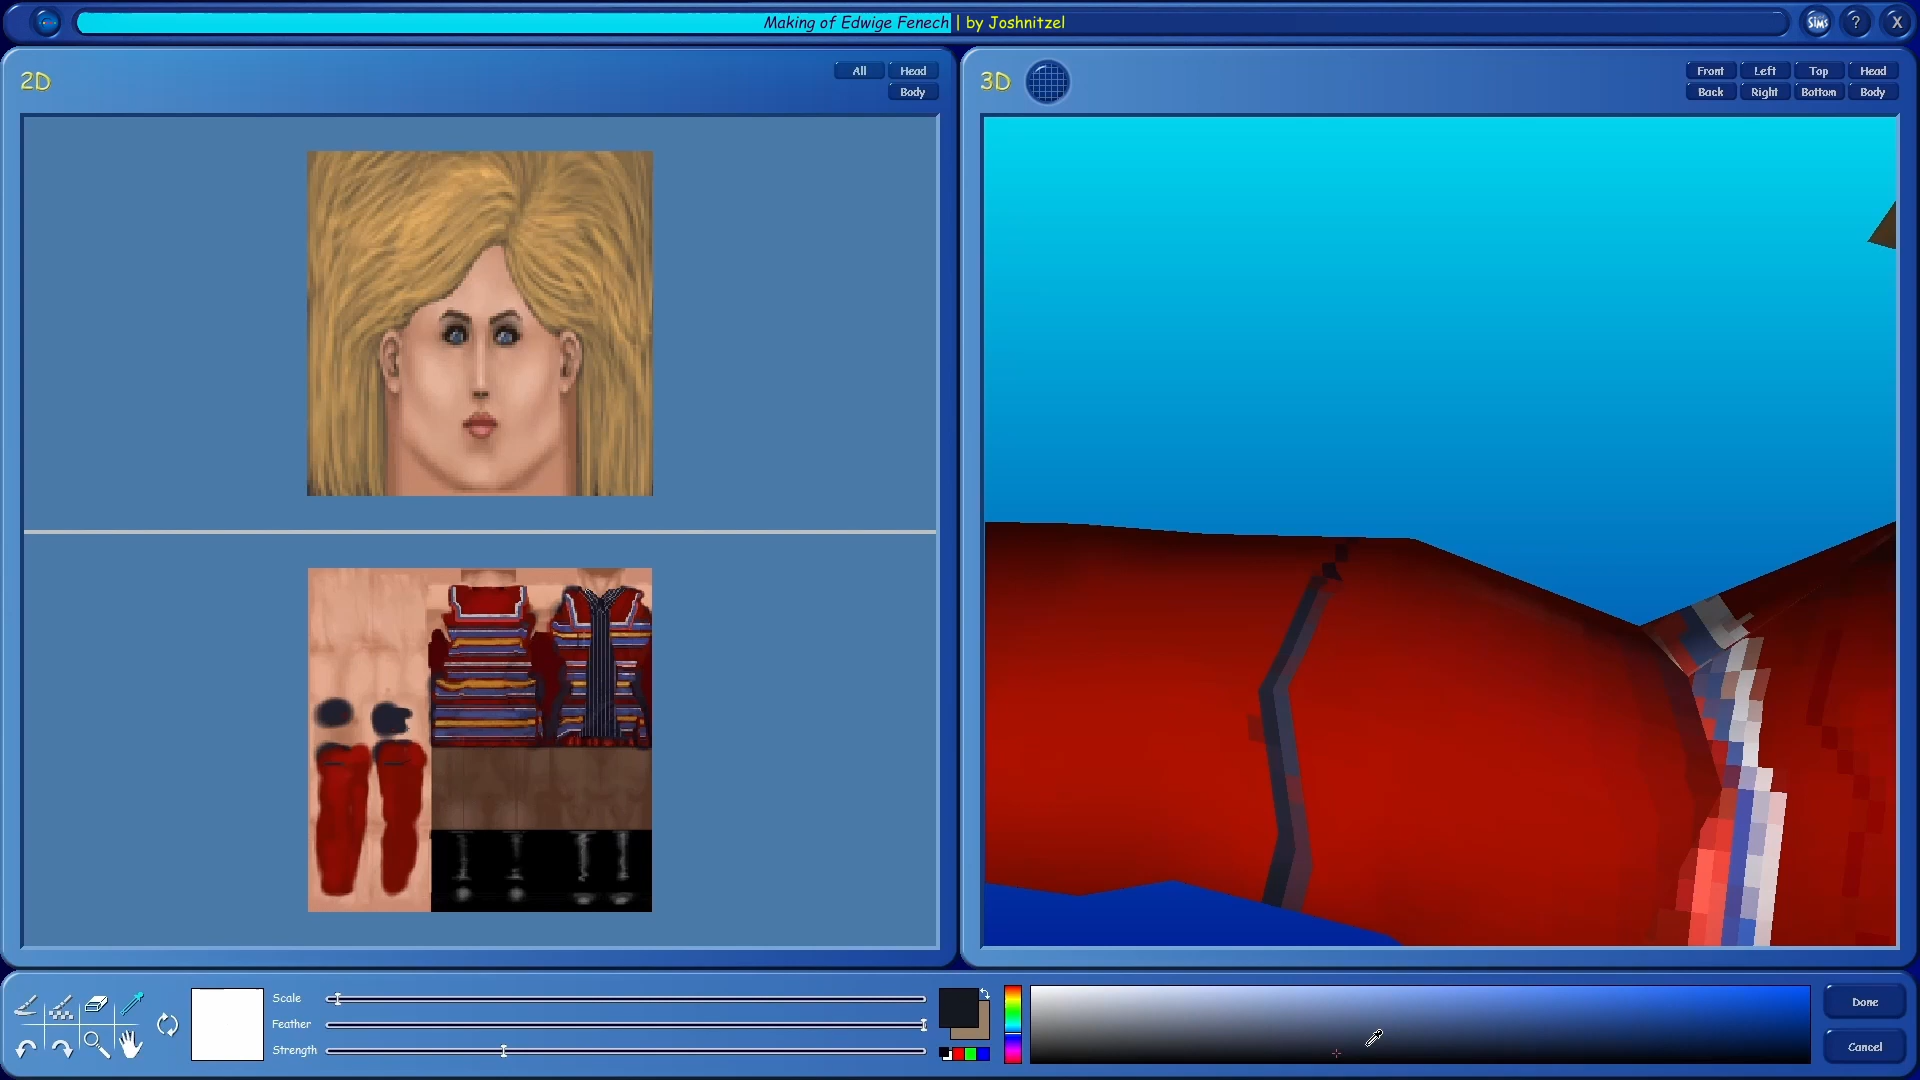 Making of Edwige Fenech | by Joshnitzel
SiMS ? X
2D
All Head
Body
3D
Front Left Top Head
Back Right Bottom Body
Scale
Feather
Strength
Done
Cancel